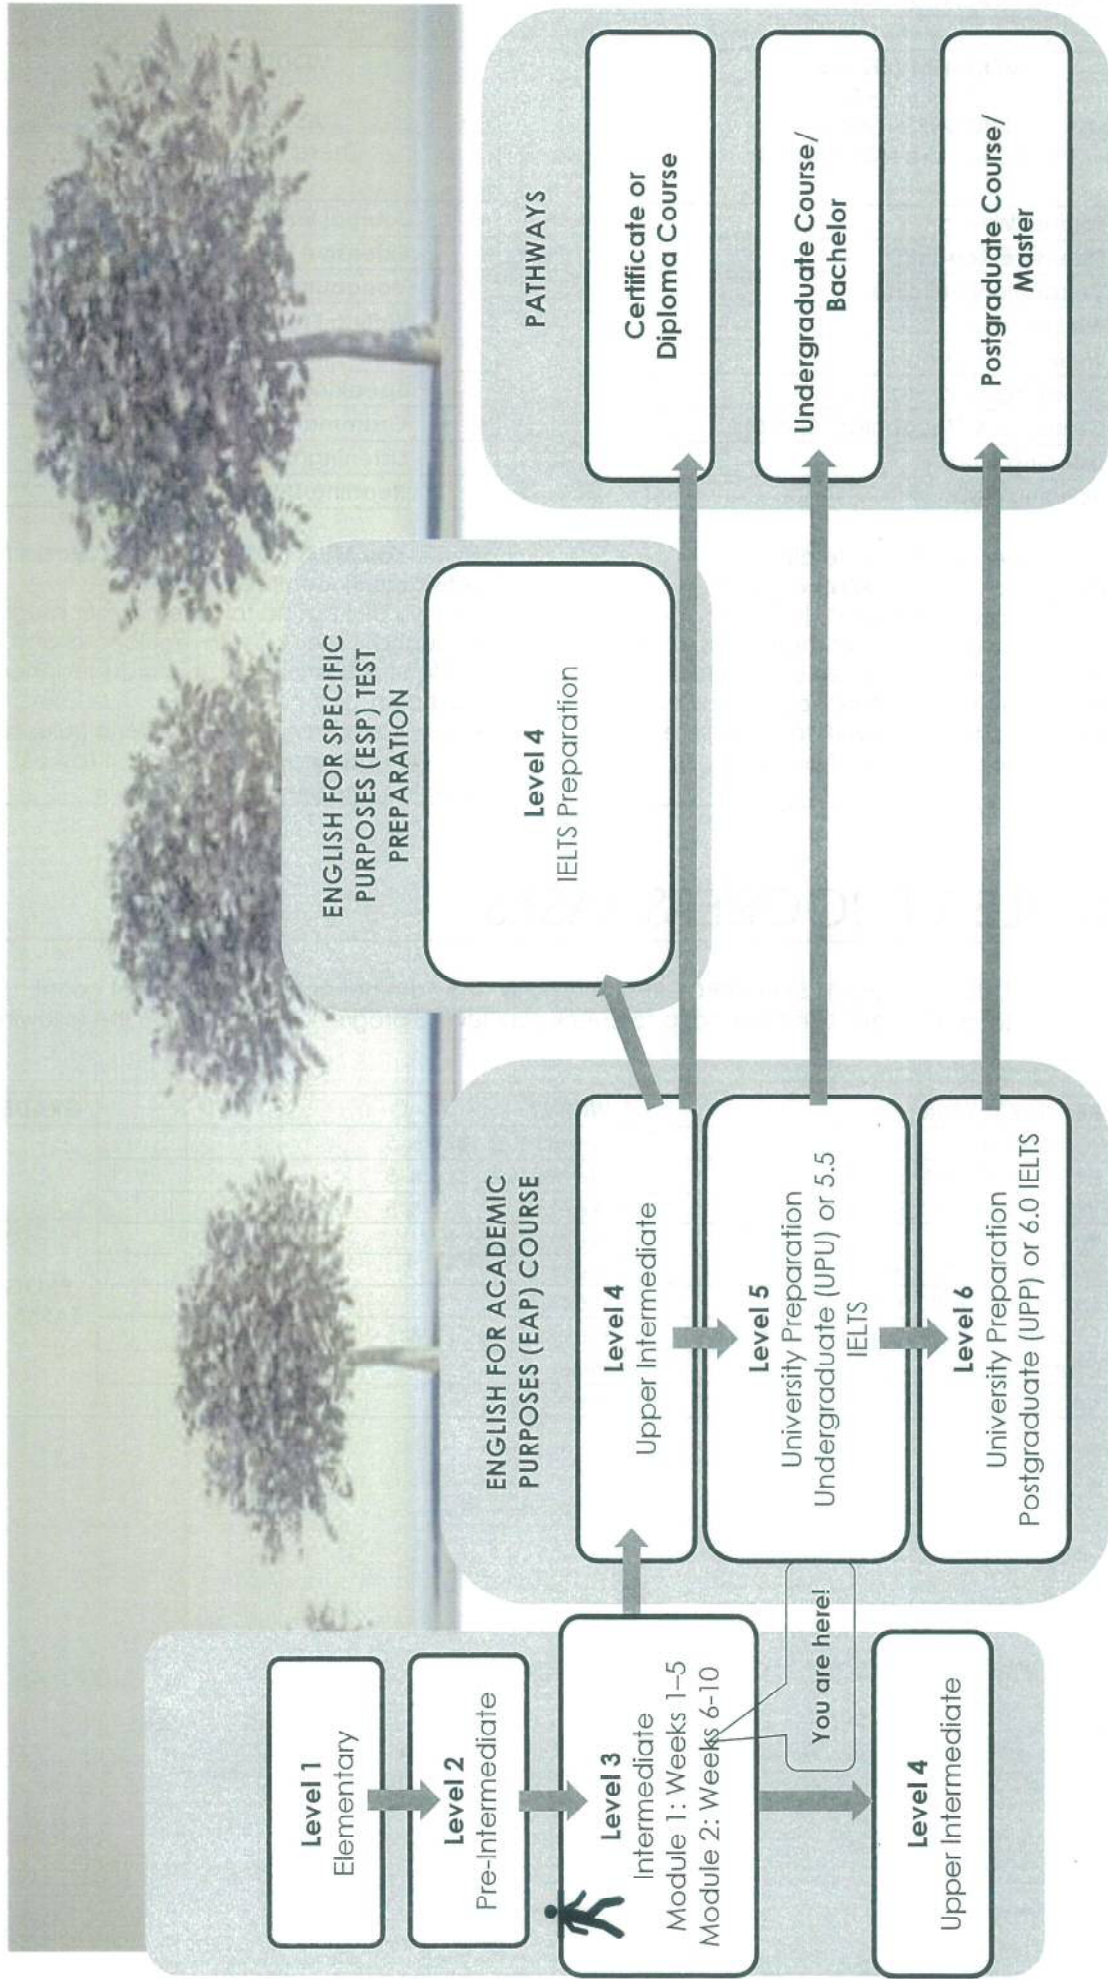 Level 1
Elementary
Level 2
Pre-Intermediate
Level 3
Intermediate
Module 1: Weeks 1–5
Module 2: Weeks 6-10
You are here!
Level 4
Upper Intermediate
ENGLISH FOR ACADEMIC
PURPOSES (EAP) COURSE
Level 4
Upper Intermediate
Level 5
University Preparation
Undergraduate (UPU) or 5.5
IELTS
Level 6
University Preparation
Postgraduate (UPP) or 6.0 IELTS
ENGLISH FOR SPECIFIC
PURPOSES (ESP) TEST
PREPARATION
Level 4
IELTS Preparation
PATHWAYS
Certificate or
Diploma Course
Undergraduate Course/
Bachelor
Postgraduate Course/
Master